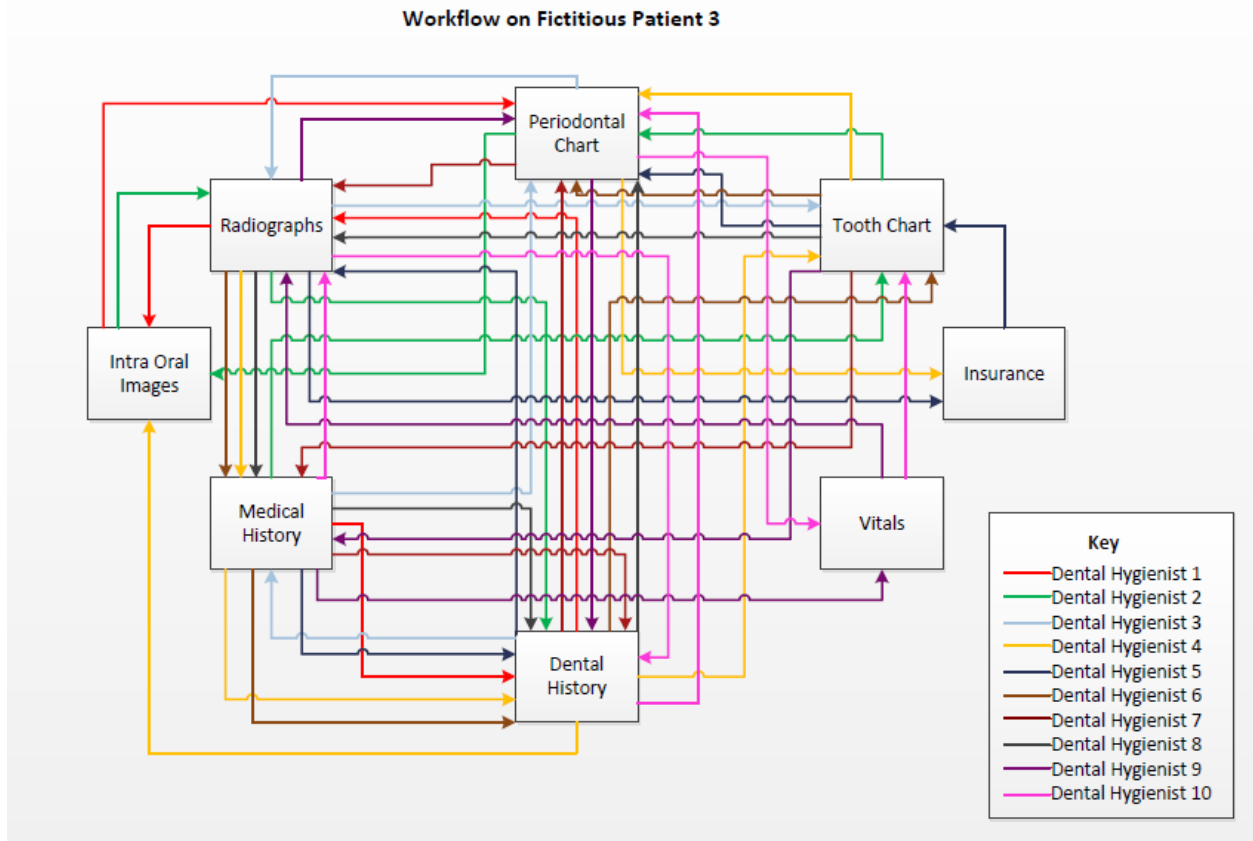 Workflow on Fictitious Patient 3
Periodontal
Chart
Radiographs
Tooth Chart
Intra Oral
Images
Insurance
Medical
History
Vitals
Dental
History
Key
Dental Hygienist 1
Dental Hygienist 2
Dental Hygienist 3
Dental Hygienist 4
Dental Hygienist 5
Dental Hygienist 6
Dental Hygienist 7
Dental Hygienist 8
Dental Hygienist 9
Dental Hygienist 10